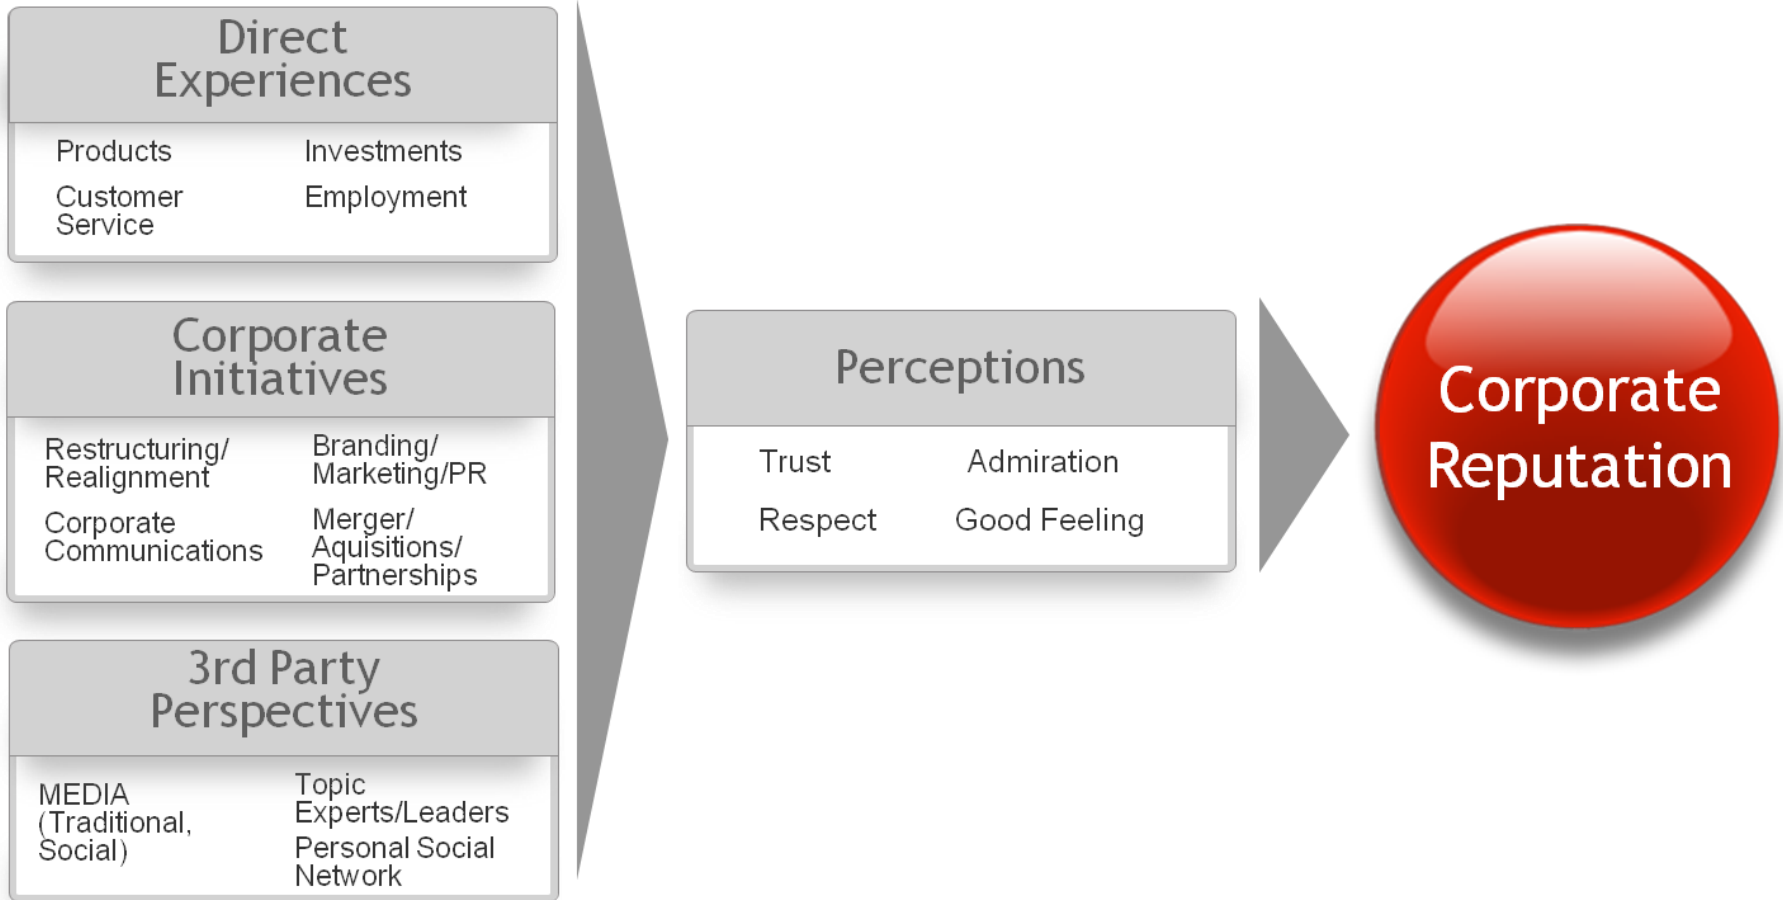 Direct
Experiences
Products
Investments
Customer
Service
Employment
Corporate
Initiatives
Restructuring/
Realignment
Branding/
Marketing/PR
Corporate
Communications
Merger/
Aquisitions/
Partnerships
3rd Party
Perspectives
MEDIA
(Traditional,
Social)
Topic
Experts/Leaders
Personal Social
Network
Perceptions
Trust
Admiration
Respect
Good Feeling
Corporate
Reputation